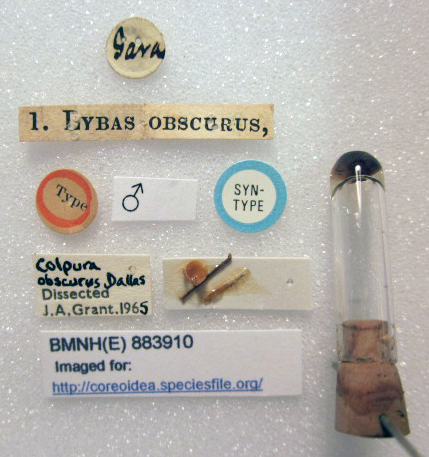 Java
1. LYBAS OBSCURUS,
Type
♂
SYN-
TYPE
Colpura
obscurus, Dallas
Dissected
J.A.Grant.1965
BMNH(E) 883910
Imaged for:
http://coreoidea.speciesfile.org/